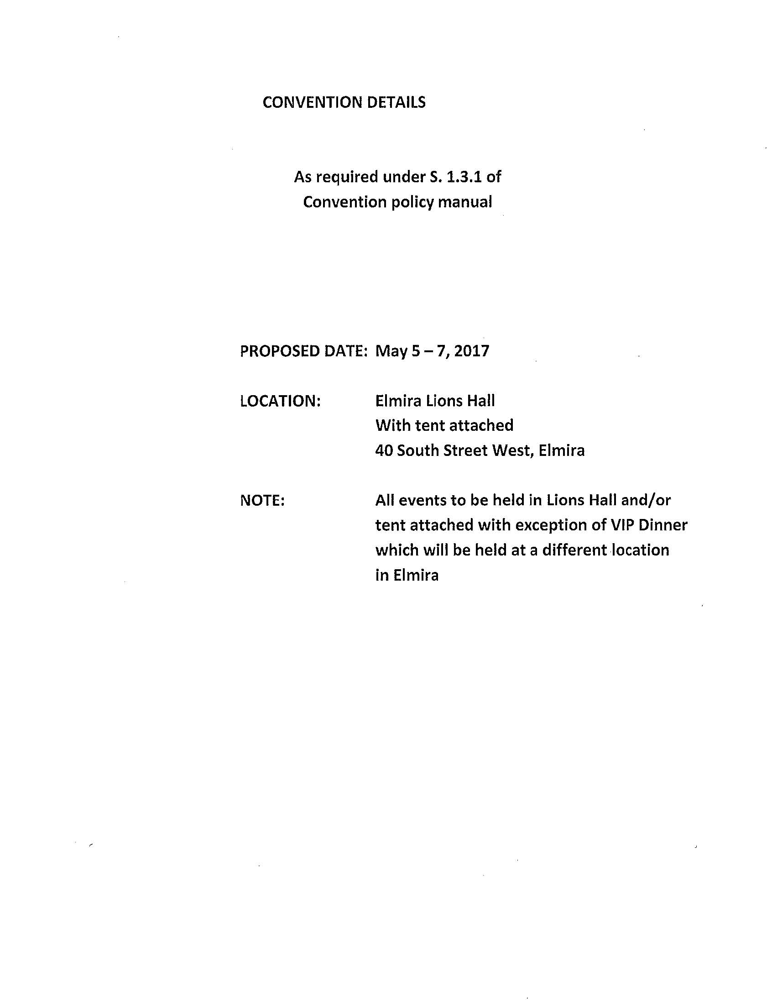 CONVENTION DETAILS
As required under S. 1.3.1 of
Convention policy manual
PROPOSED DATE: May 5 – 7, 2017
LOCATION: Elmira Lions Hall
With tent attached
40 South Street West, Elmira
NOTE: All events to be held in Lions Hall and/or
tent attached with exception of VIP Dinner
which will be held at a different location
in Elmira